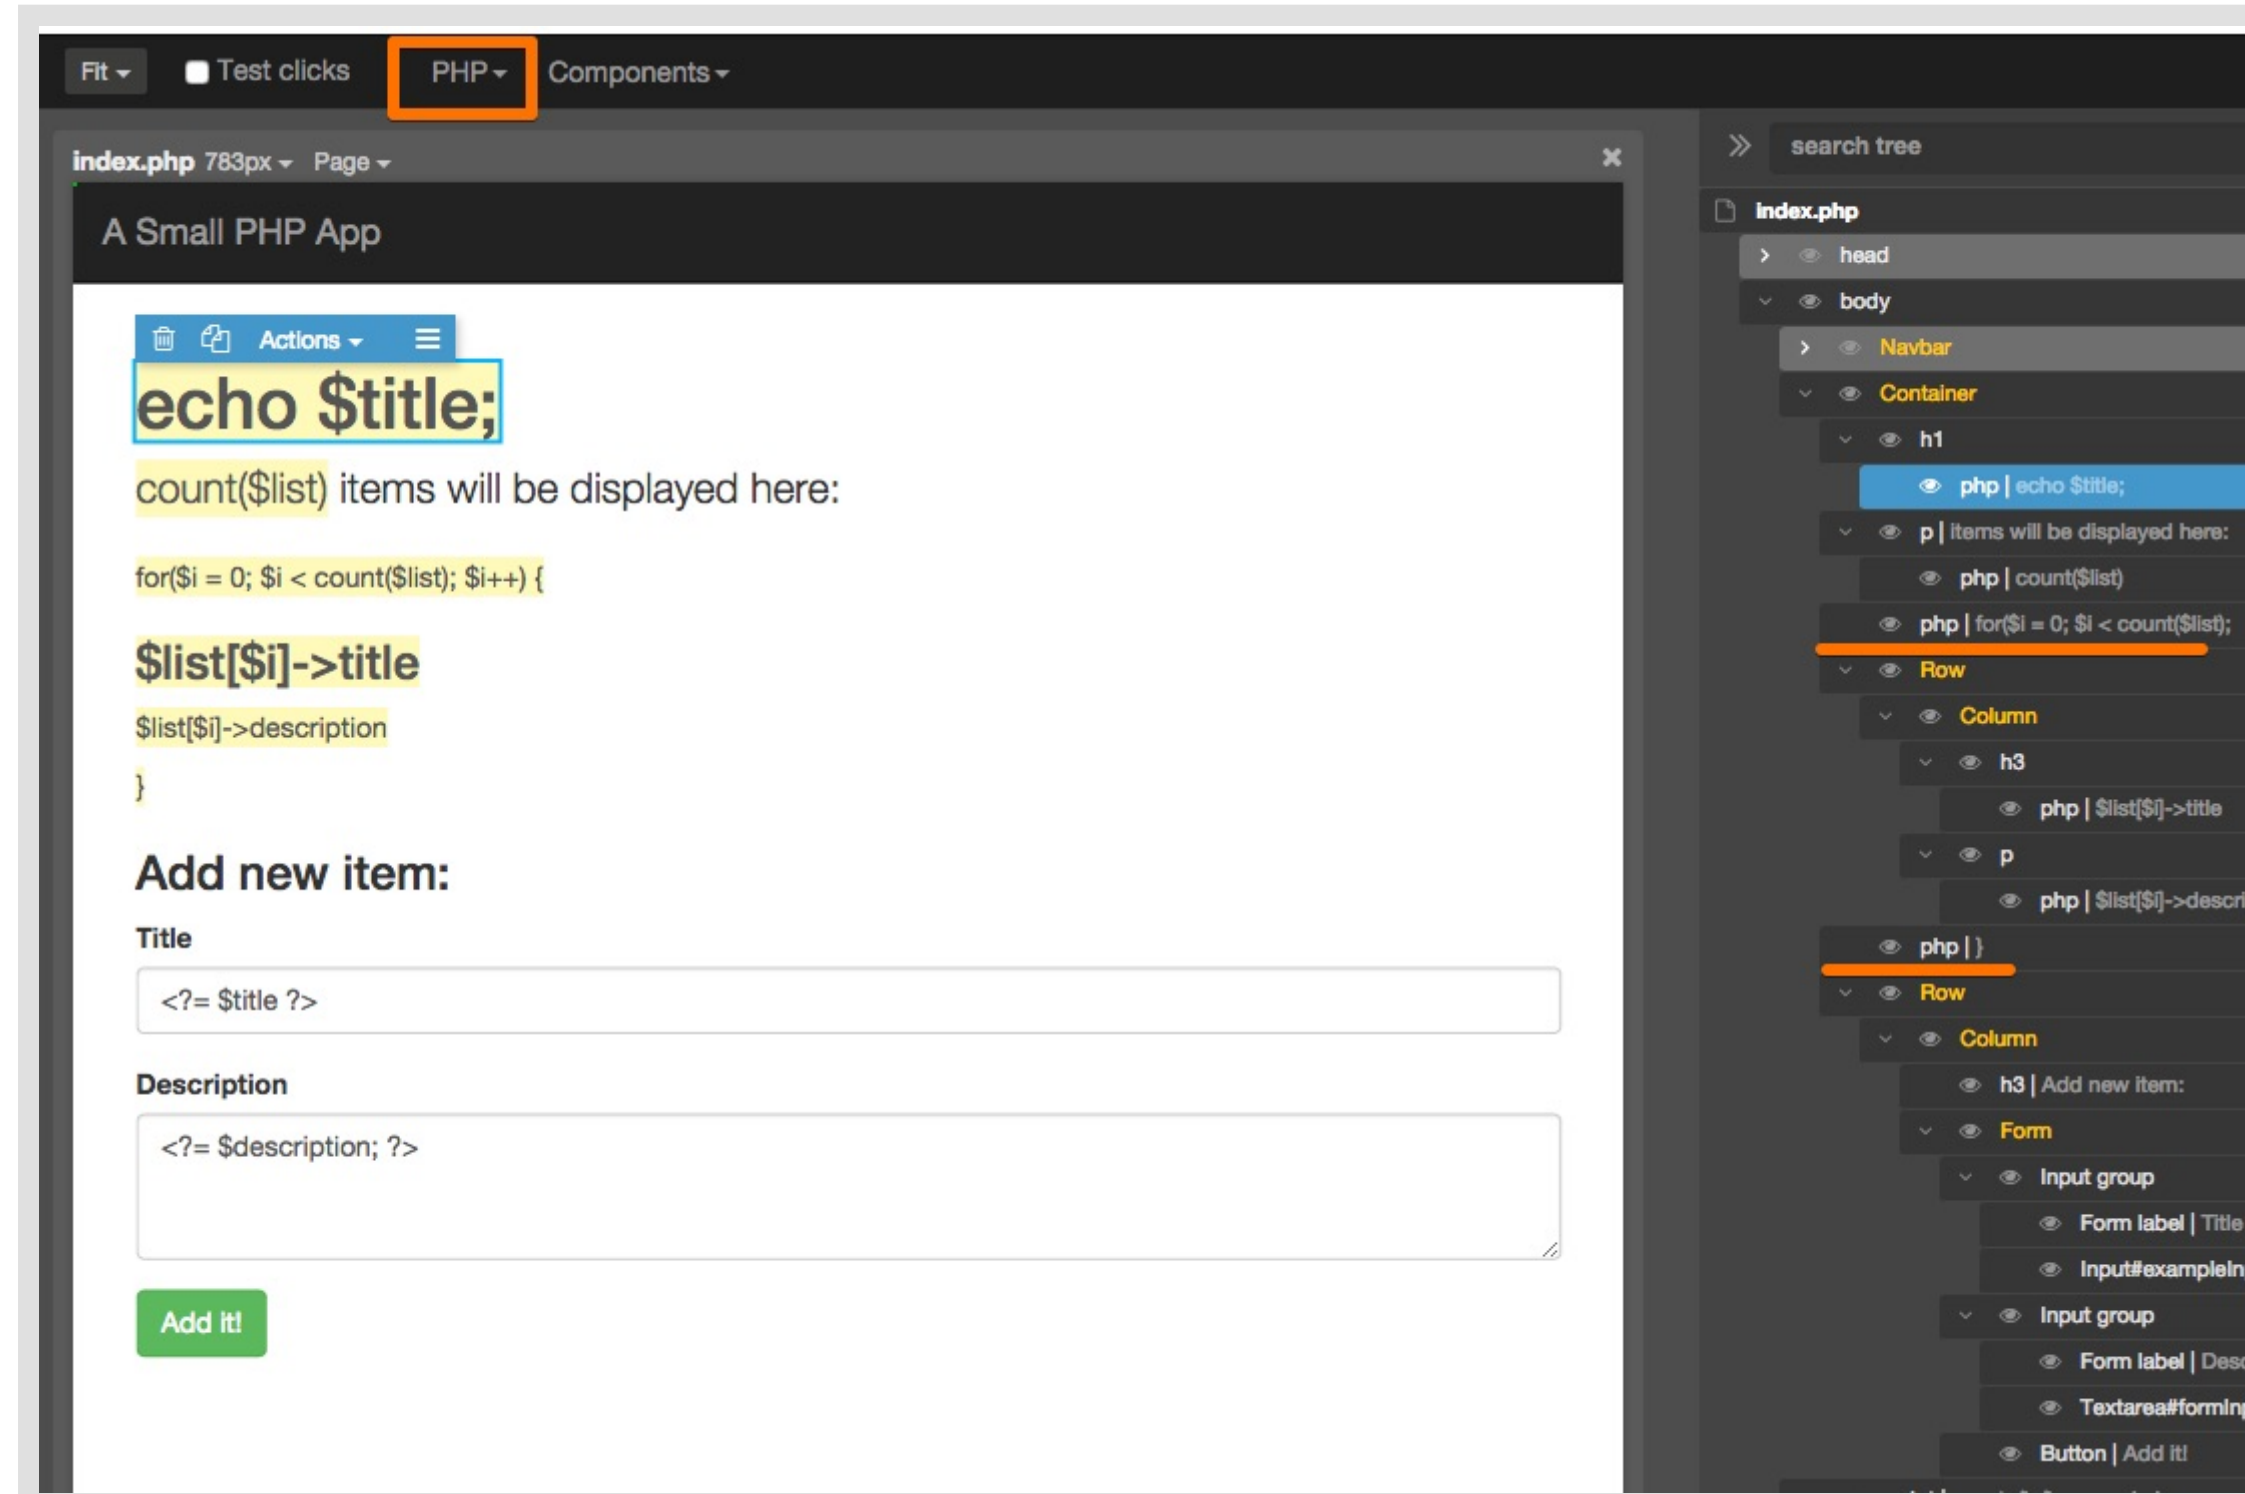 Fit Test clicks PHP Components
index.php 783px Page
A Small PHP App
Actions
echo $title;
count($list) items will be displayed here:
for($i = 0; $i < count($list); $i++) {
$list[$i]->title
$list[$i]->description
}
Add new item:
Title
<?= $title ?>
Description
<?= $description; ?>
Add it!
search tree
index.php
head
body
Navbar
Container
h1
php | echo $title;
p | items will be displayed here:
php | count($list)
php | for($i = 0; $i < count($list);
Row
Column
h3
php | $list[$i]->title
p
php | $list[$i]->descri
php | }
Row
Column
h3 | Add new item:
Form
Input group
Form label | Title
Input#exampleIn
Input group
Form label | Desc
Textarea#formInp
Button | Add it!